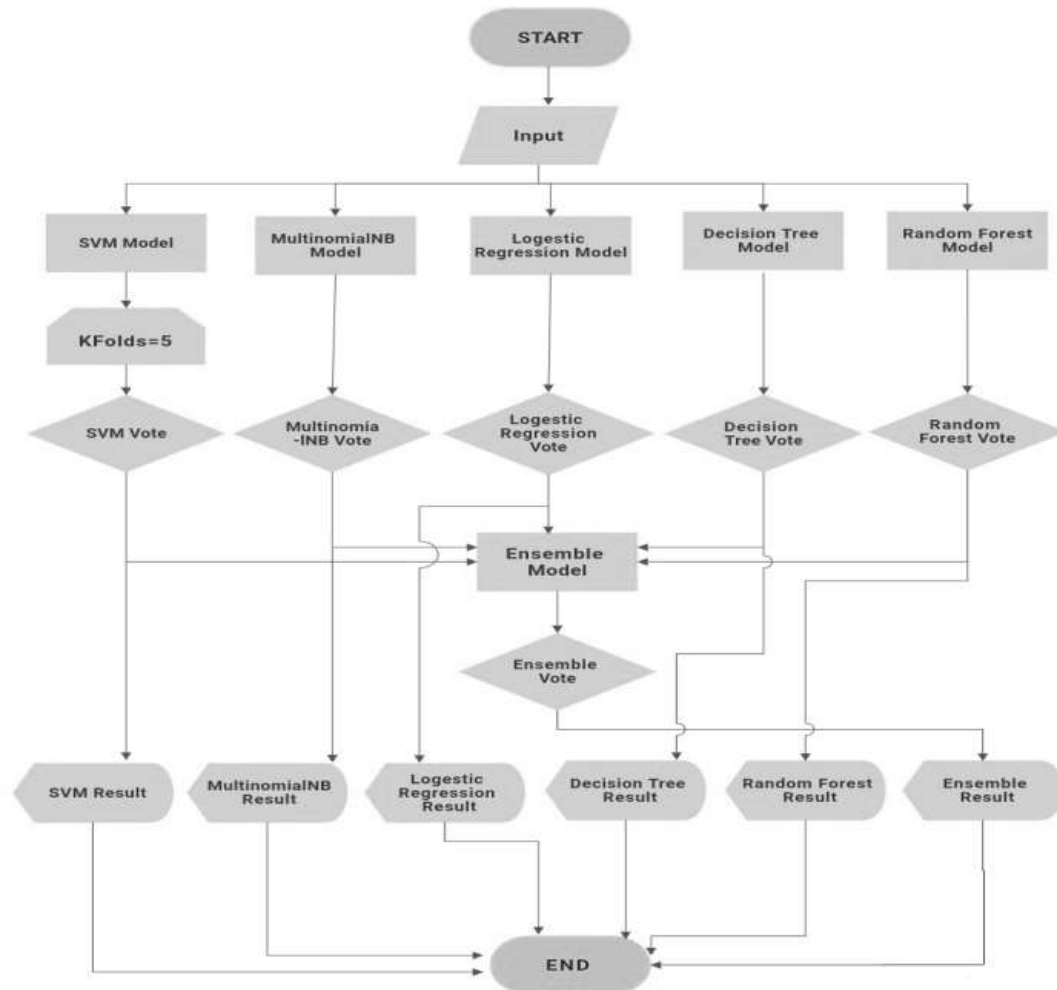 START
Input
SVM Model
MultinomialNB
Model
Logestic
Regression Model
Decision Tree
Model
Random Forest
Model
KFolds=5
SVM Vote
Multinomia
-lNB Vote
Logestic
Regression
Vote
Decision
Tree Vote
Random
Forest Vote
Ensemble
Model
Ensemble
Vote
SVM Result
MultinomialNB
Result
Logestic
Regression
Result
Decision Tree
Result
Random Forest
Result
Ensemble
Result
END